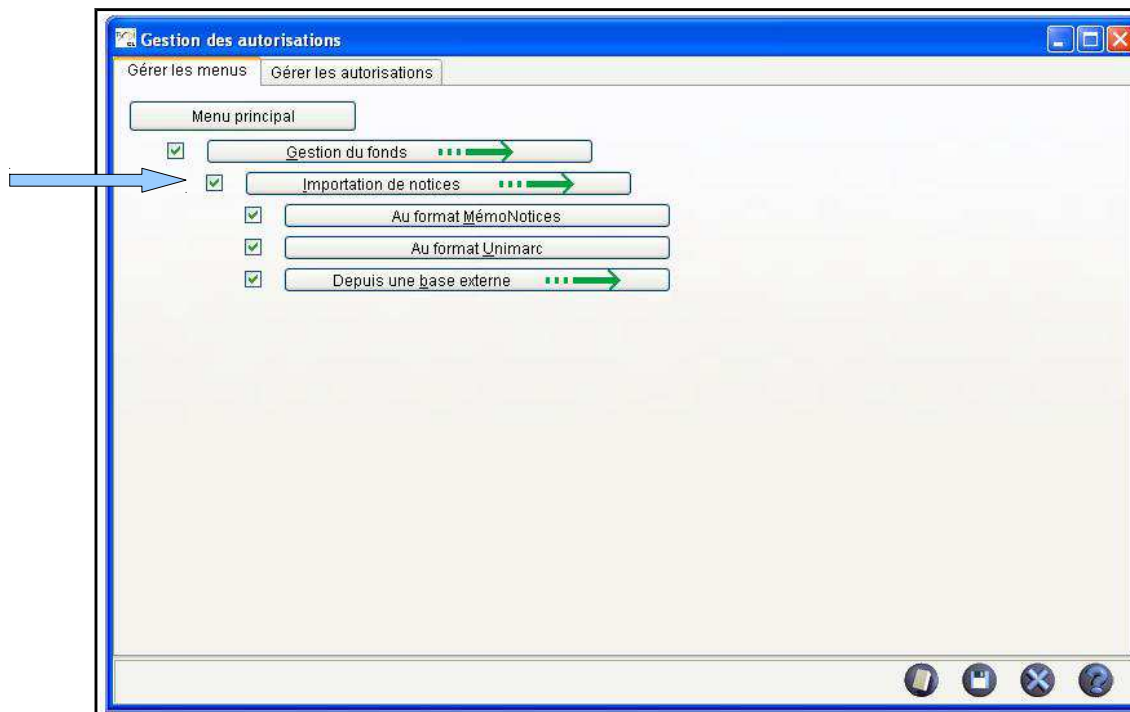 Gestion des autorisations
Gérer les menus Gérer les autorisations
Menu principal
Gestion du fonds
Importation de notices
Au format MémoNotices
Au format Unimarc
Depuis une base externe